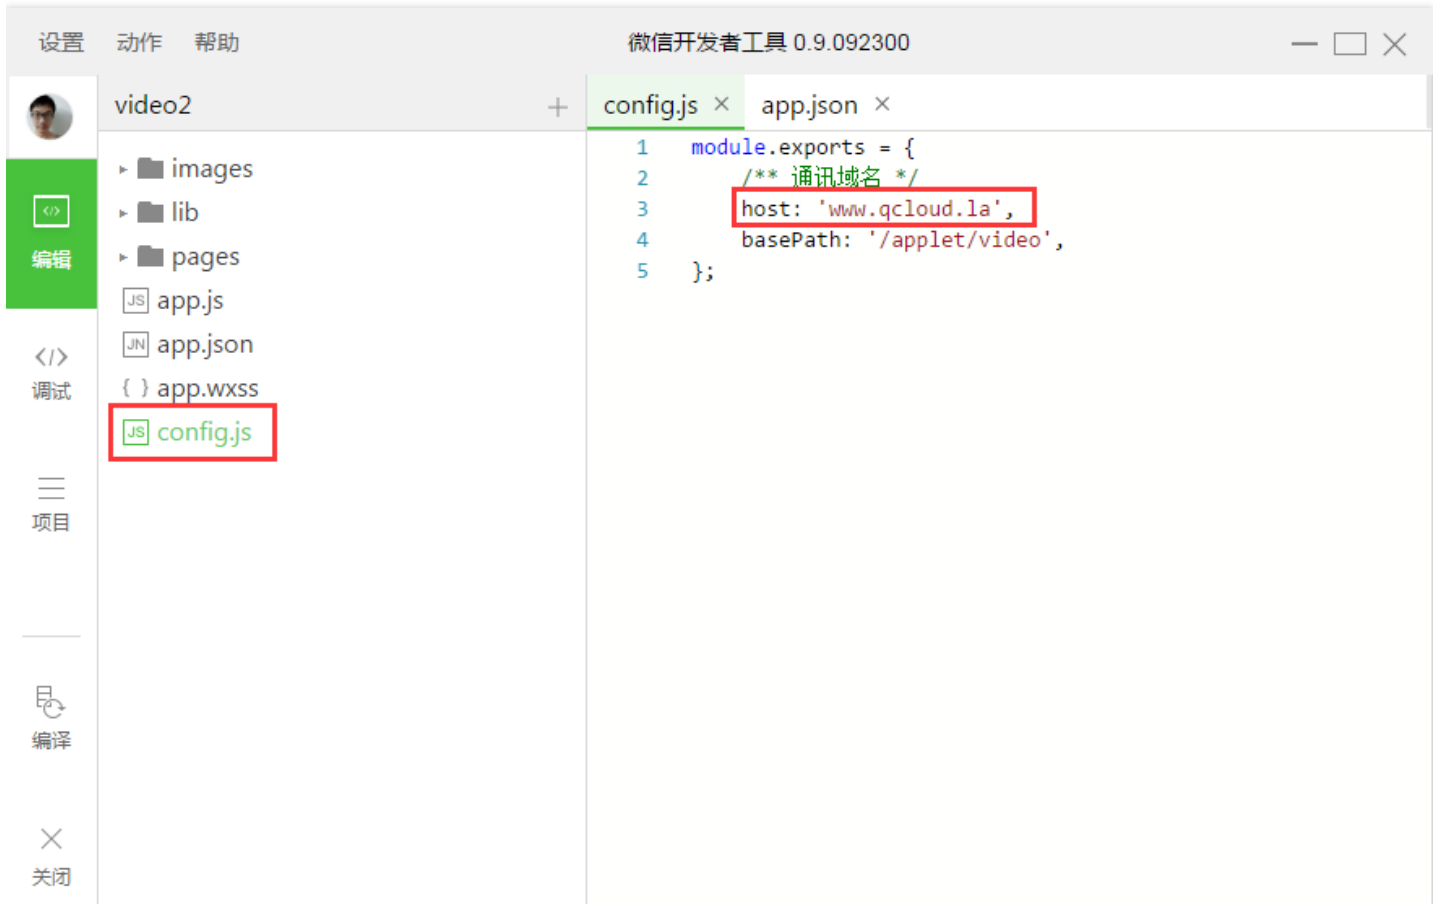 设置 动作 帮助 微信开发者工具 0.9.092300
video2 +
config.js × app.json ×
编辑
调试
项目
编译
关闭
images
lib
pages
JS app.js
JN app.json
{ } app.wxss
JS config.js
1 module.exports = {
2 /** 通讯域名 */
3 host: 'www.qcloud.la',
4 basePath: '/applet/video',
5 };